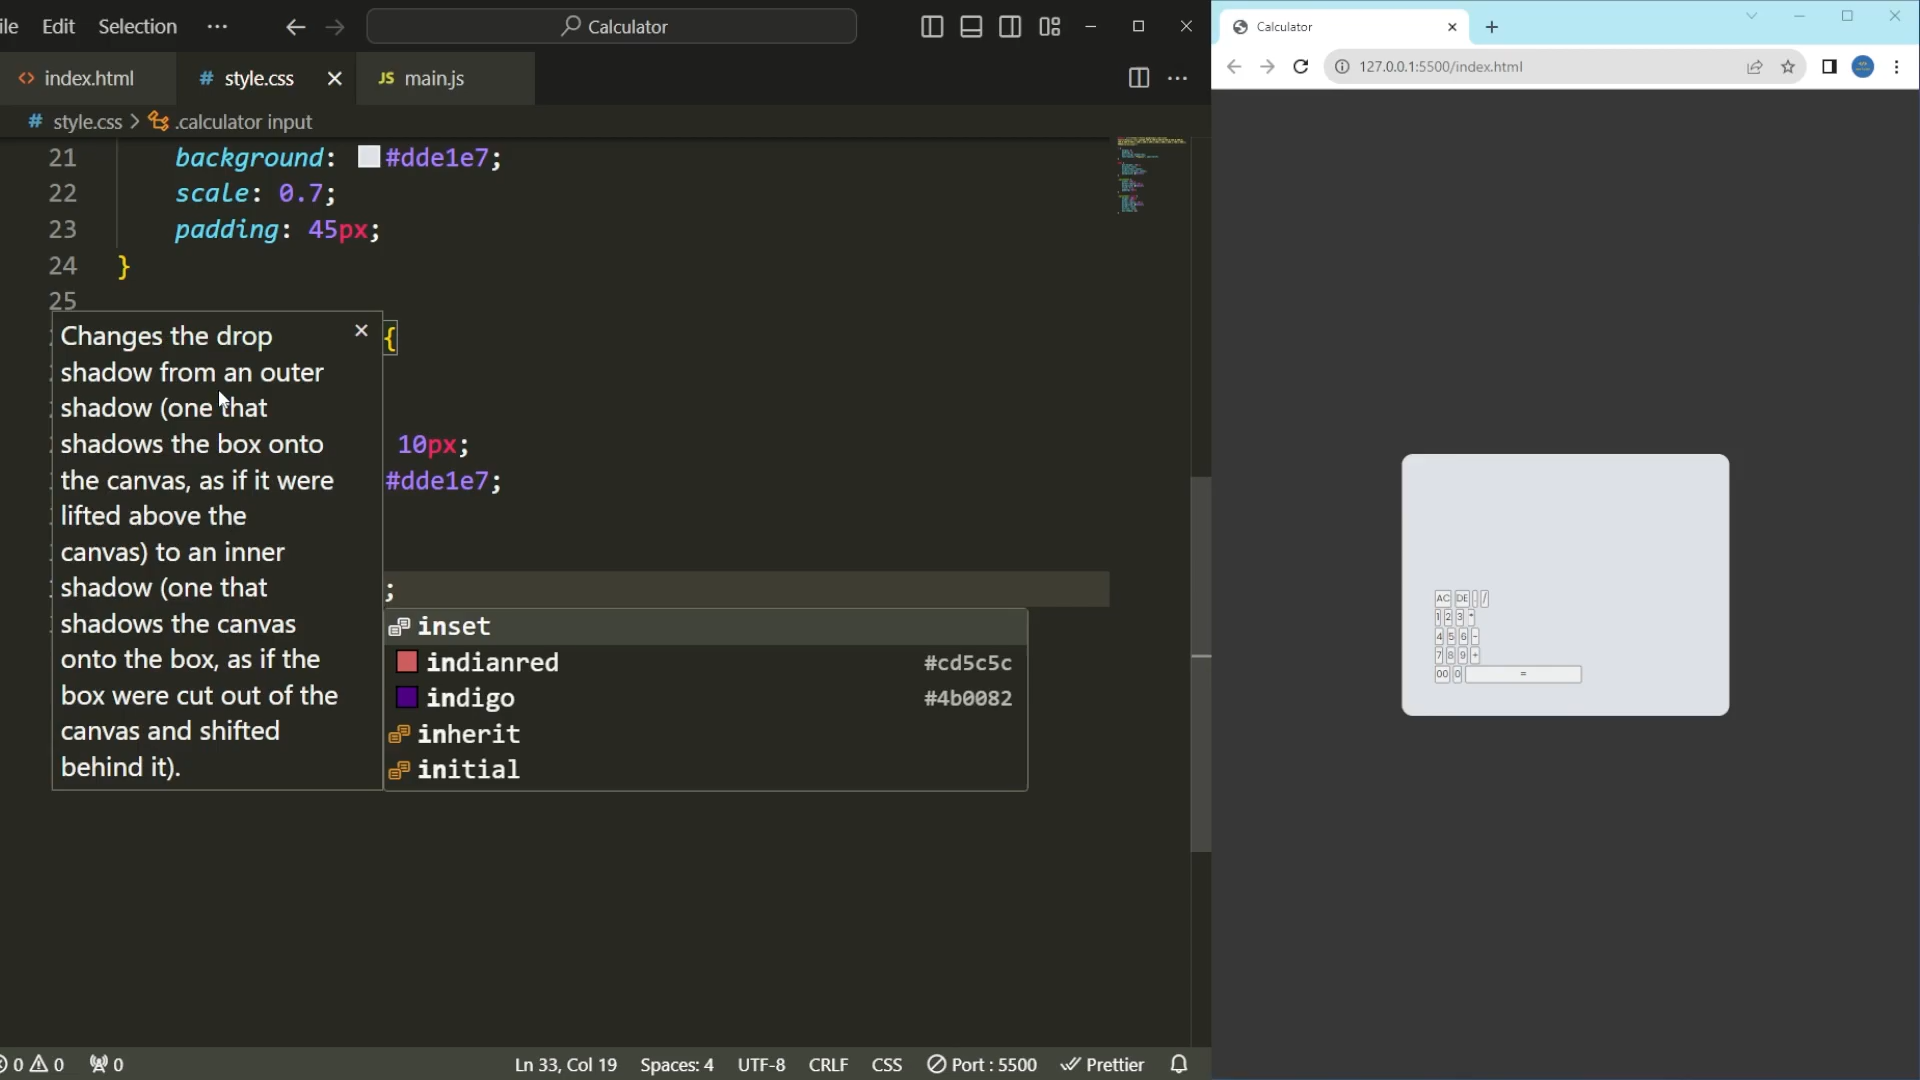 ile Edit Selection ··· Calculator
index.html # style.css JS main.js
# style.css > .calculator input
21 background: #dde1e7;
22 scale: 0.7;
23 padding: 45px;
24 }
25
{
10px;
#dde1e7;
;
Changes the drop
shadow from an outer
shadow (one that
shadows the box onto
the canvas, as if it were
lifted above the
canvas) to an inner
shadow (one that
shadows the canvas
onto the box, as if the
box were cut out of the
canvas and shifted
behind it).
inset
indianred #cd5c5c
indigo #4b0082
inherit
initial
0 0 0 Ln 33, Col 19 Spaces: 4 UTF-8 CRLF CSS Port : 5500 Prettier
Calculator
127.0.0.1:5500/index.html
AC DE . /
1 2 3 *
4 5 6 -
7 8 9 +
00 0 =